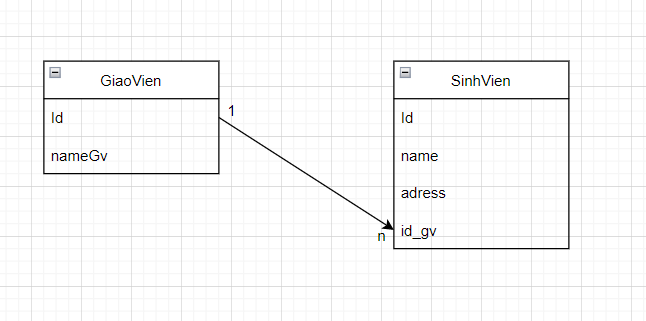 GiaoVien
Id
nameGv
1
n
SinhVien
Id
name
adress
id_gv